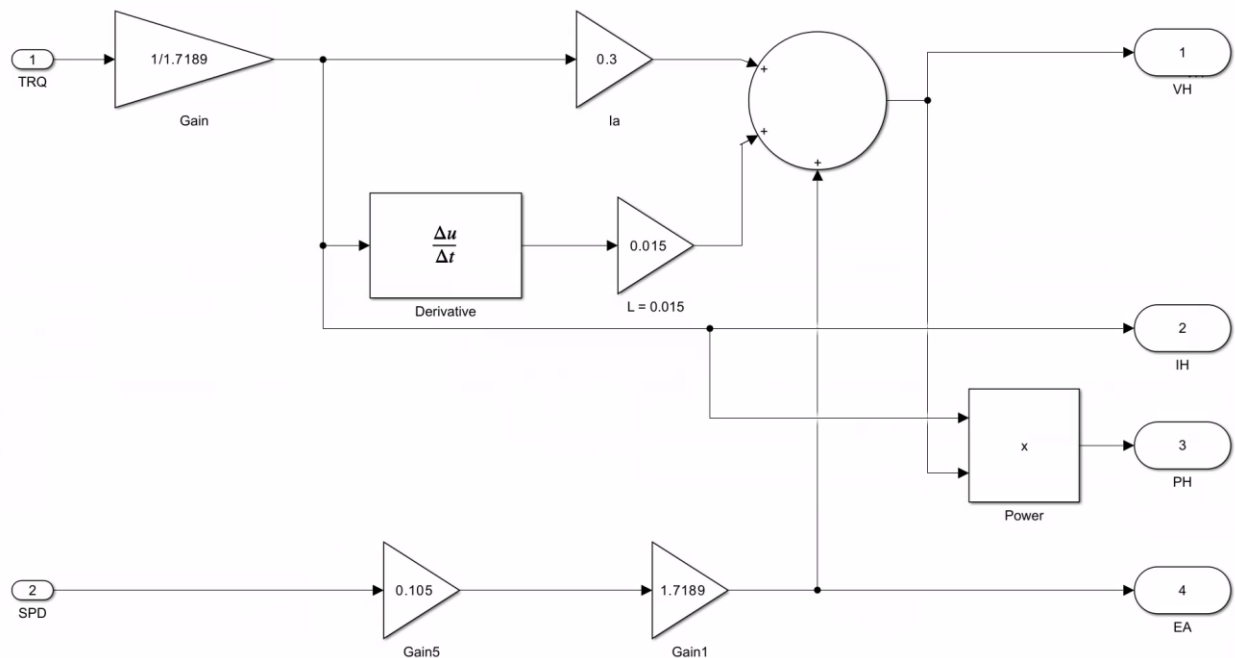 1
TRQ
1/1.7189
Gain
0.3
Ia
+
+
+
1
VH
Δu
Δt
Derivative
0.015
L = 0.015
2
IH
x
Power
3
PH
2
SPD
0.105
Gain5
1.7189
Gain1
4
EA